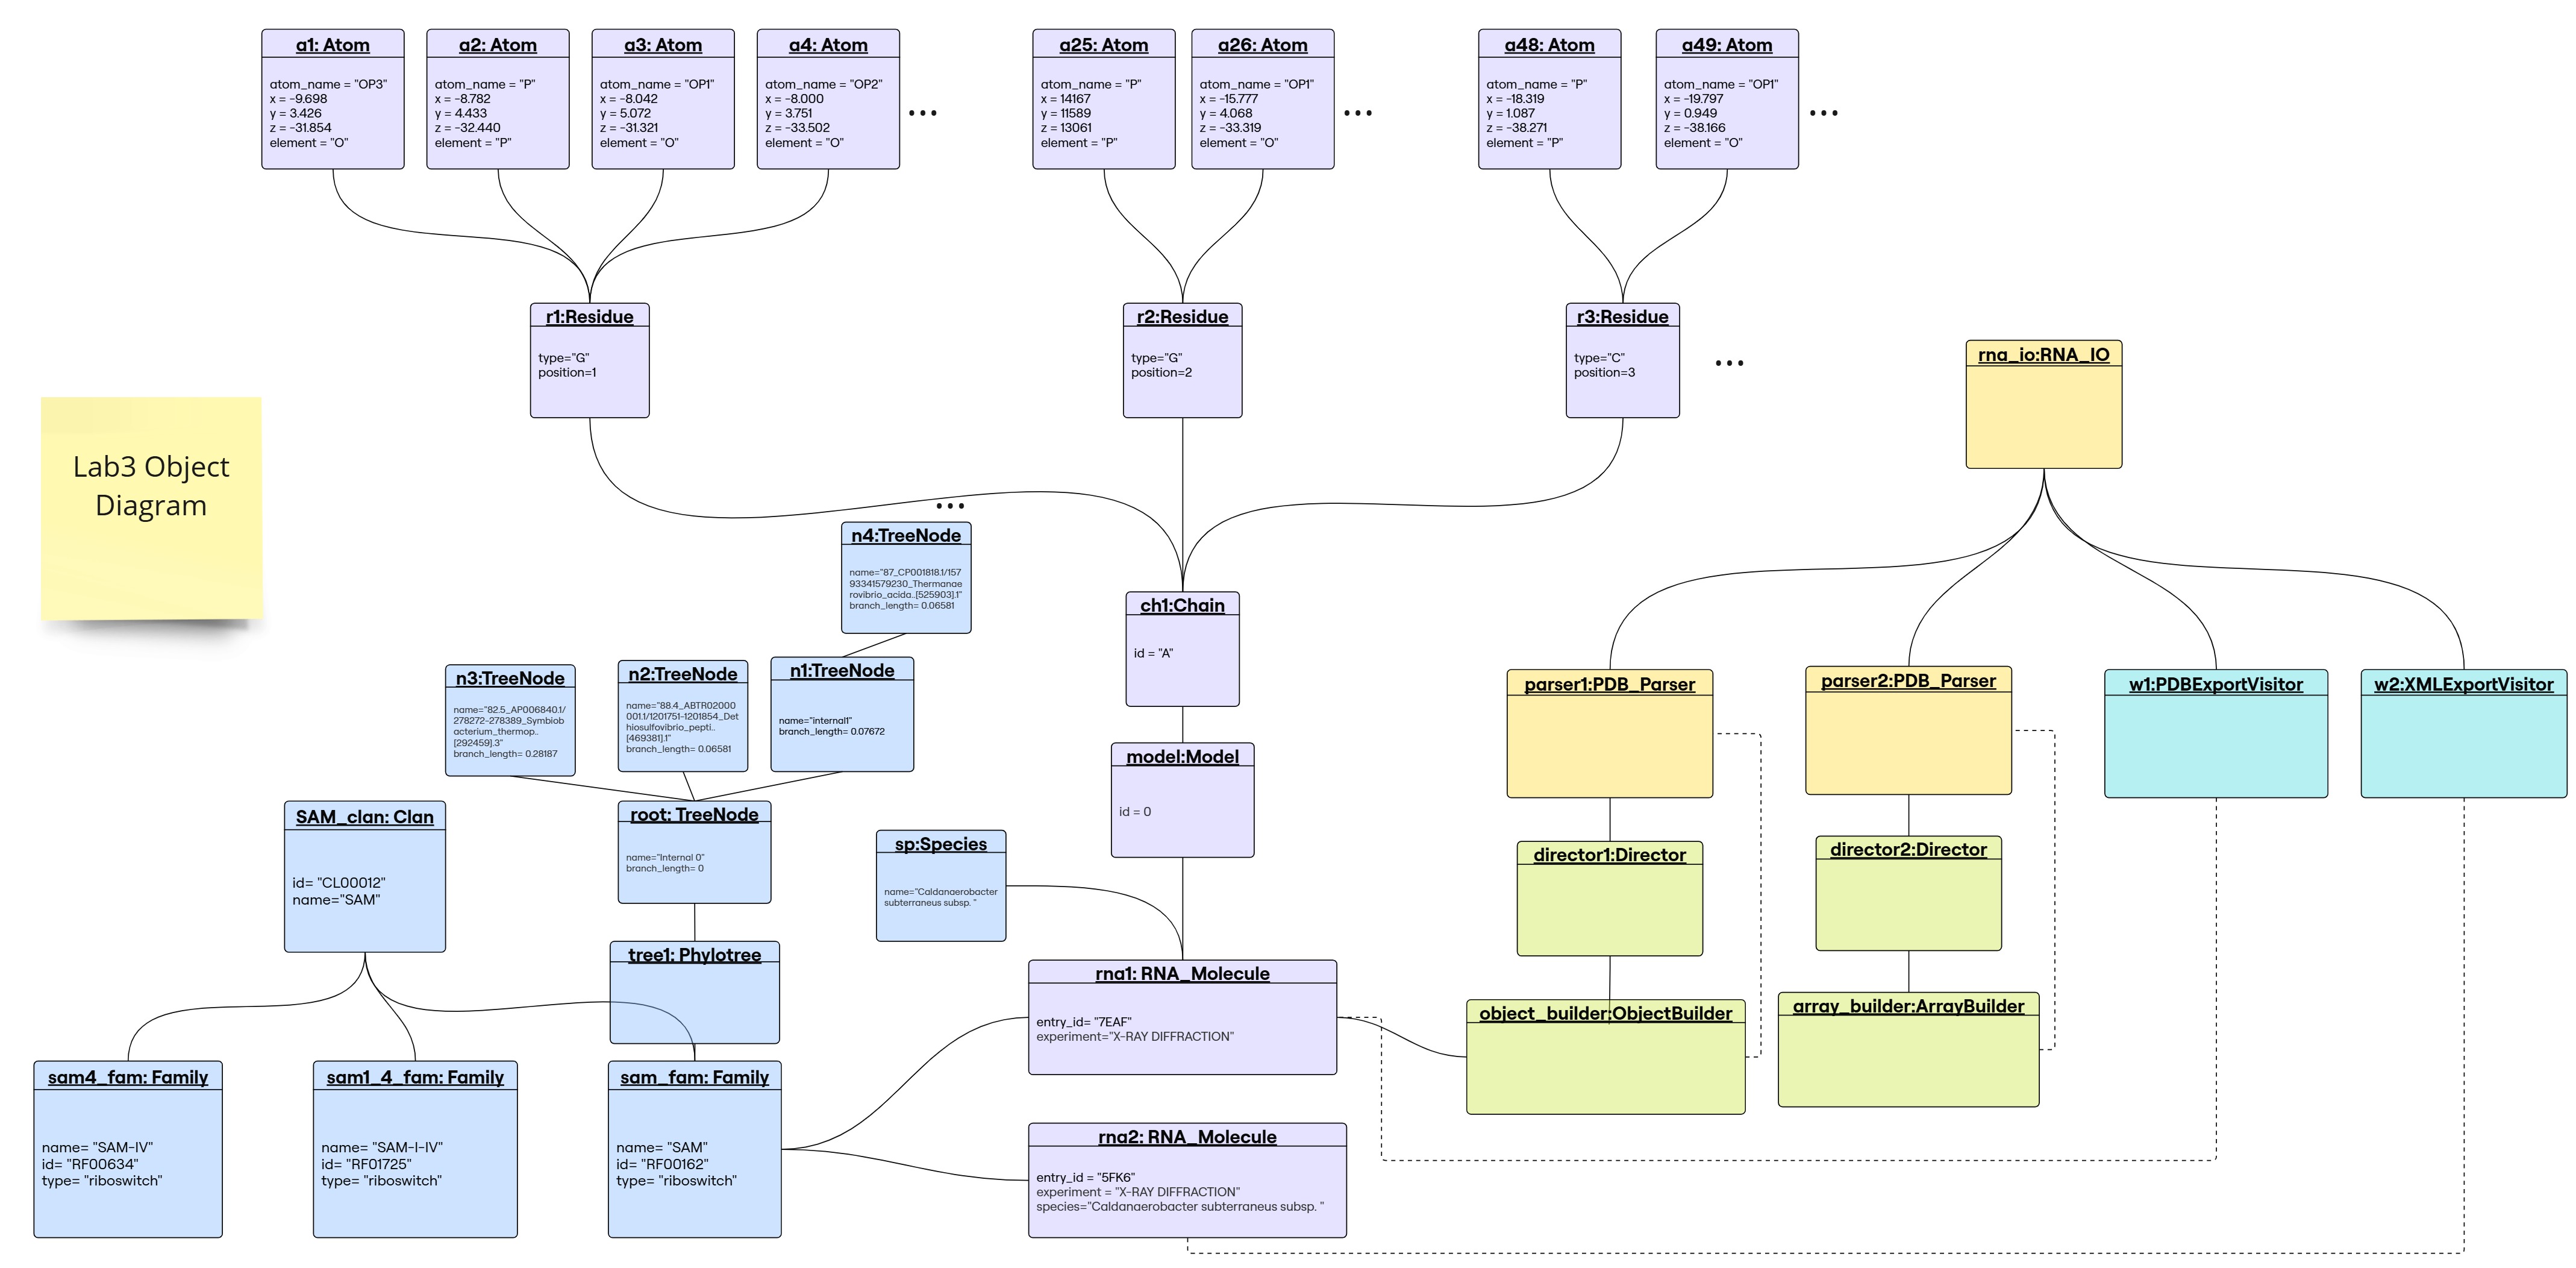 a1: Atom
atom_name = "OP3"
x = -9.698
y = 3.426
z = -31.854
element = "O"
a2: Atom
atom_name = "P"
x = -8.782
y = 4.433
z = -32.440
element = "P"
a3: Atom
atom_name = "OP1"
x = -8.042
y = 5.072
z = -31.321
element = "O"
a4: Atom
atom_name = "OP2"
x = -8.000
y = 3.751
z = -33.502
element = "O"
...
a25: Atom
atom_name = "P"
x = 14167
y = 11589
z = 13061
element = "P"
a26: Atom
atom_name = "OP1"
x = -15.777
y = 4.068
z = -33.319
element = "O"
...
a48: Atom
atom_name = "P"
x = -18.319
y = 1.087
z = -38.271
element = "P"
a49: Atom
atom_name = "OP1"
x = -19.797
y = 0.949
z = -38.166
element = "O"
...
r1:Residue
type="G"
position=1
r2:Residue
type="G"
position=2
r3:Residue
type="C"
position=3
...
rna_io:RNA_IO
Lab3 Object
Diagram
...
n4:TreeNode
name="87_CP001818.1/157
93341579230_Thermanae
rovibrio_acida..[525903].1"
branch_length= 0.06581
ch1:Chain
id = "A"
n3:TreeNode
name="82.5_AP006840.1/
278272-278389_Symbiob
acterium_thermop..
[292459].3"
branch_length= 0.28187
n2:TreeNode
name="88.4_ABTR02000
001.1/1201751-1201854_Det
hiosulfovibrio_pepti..
[469381].1"
branch_length= 0.06581
n1:TreeNode
name="internal1"
branch_length= 0.07672
parser1:PDB_Parser
parser2:PDB_Parser
w1:PDBExportVisitor
w2:XMLExportVisitor
model:Model
id = 0
SAM_clan: Clan
id= "CL00012"
name="SAM"
root: TreeNode
name="Internal 0"
branch_length= 0
sp:Species
name="Caldanaerobacter
subterraneus subsp. "
director1:Director
director2:Director
tree1: Phylotree
rna1: RNA_Molecule
entry_id= "7EAF"
experiment="X-RAY DIFFRACTION"
object_builder:ObjectBuilder
array_builder:ArrayBuilder
sam4_fam: Family
name= "SAM-IV"
id= "RF00634"
type= "riboswitch"
sam1_4_fam: Family
name= "SAM-I-IV"
id= "RF01725"
type= "riboswitch"
sam_fam: Family
name= "SAM"
id= "RF00162"
type= "riboswitch"
rna2: RNA_Molecule
entry_id = "5FK6"
experiment = "X-RAY DIFFRACTION"
species="Caldanaerobacter subterraneus subsp. "